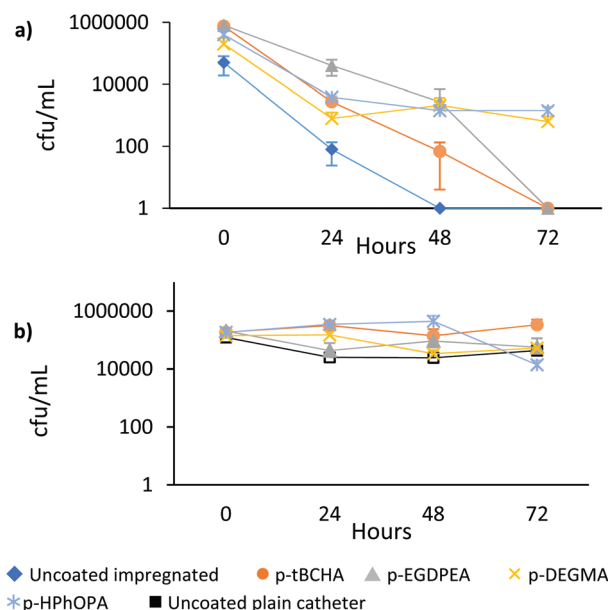 a)
1000000
10000
100
1
cfu/mL
0 24 48 72
Hours
b)
1000000
10000
100
1
cfu/mL
0 24 48 72
Hours
Uncoated impregnated p-tBCHA p-EGDPEA p-DEGMA
p-HPhOPA Uncoated plain catheter